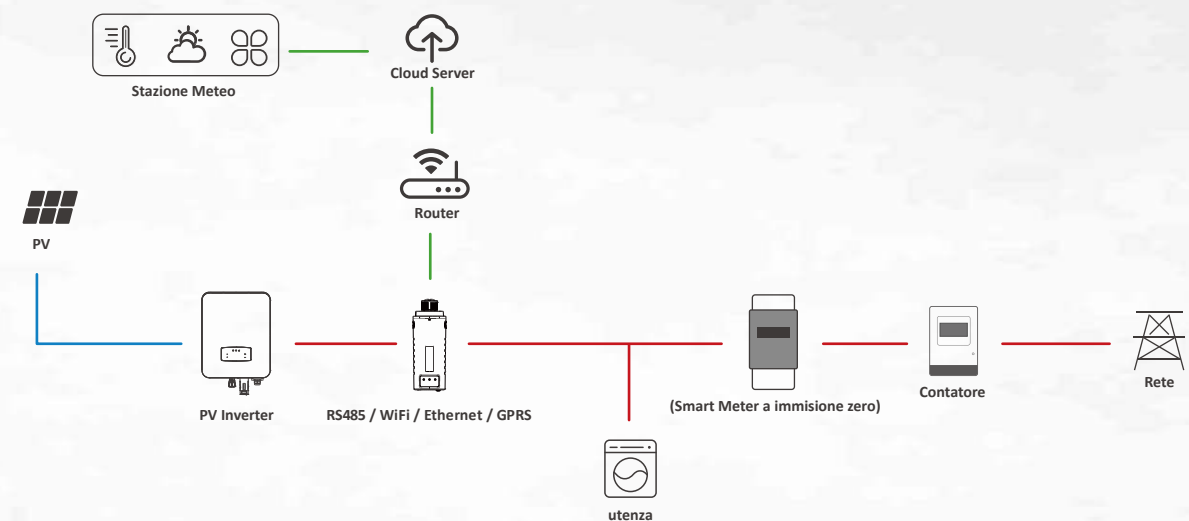 Stazione Meteo
Cloud Server
Router
PV
PV Inverter
RS485 / WiFi / Ethernet / GPRS
(Smart Meter a immisione zero)
Contatore
Rete
utenza